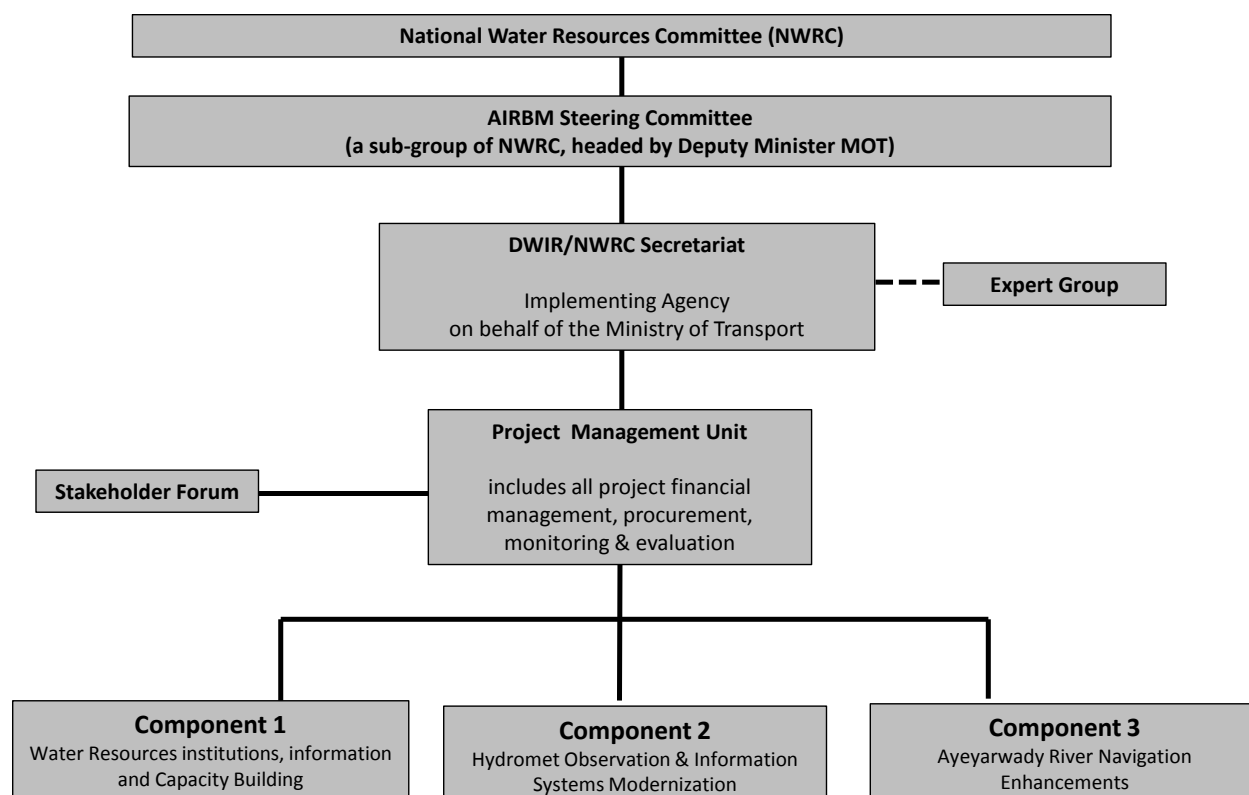 National Water Resources Committee (NWRC)
AIRBM Steering Committee
(a sub-group of NWRC, headed by Deputy Minister MOT)
DWIR/NWRC Secretariat
Implementing Agency
on behalf of the Ministry of Transport
Expert Group
Project Management Unit
includes all project financial
management, procurement,
monitoring & evaluation
Stakeholder Forum
Component 1
Water Resources institutions, information
and Capacity Building
Component 2
Hydromet Observation & Information
Systems Modernization
Component 3
Ayeyarwady River Navigation
Enhancements